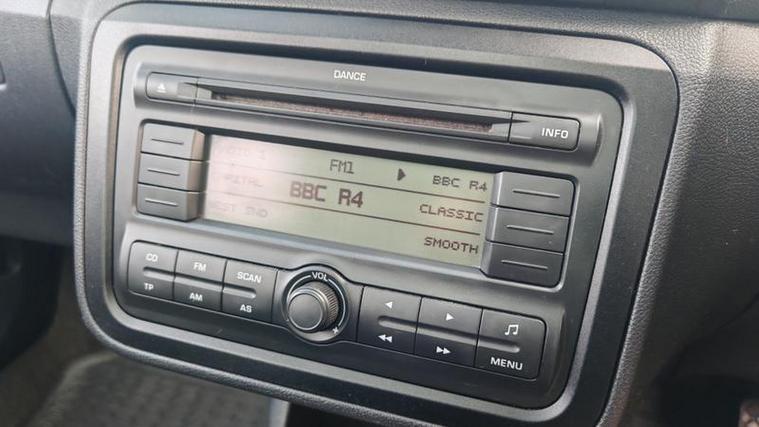 DANCE
INFO
FM1
BBC R4
BBC R4
CLASSIC
SMOOTH
CD
TP
FM
AM
SCAN
AS
VOL
+
MENU